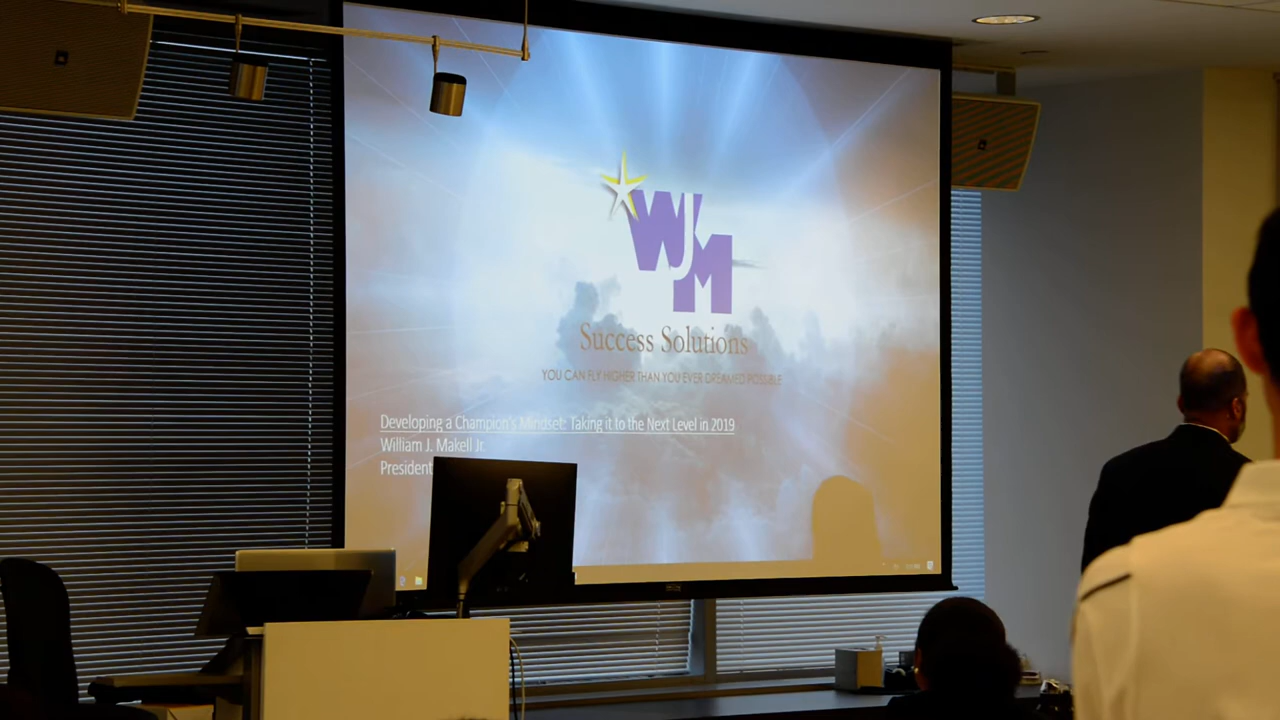 WJM
Success Solutions
YOU CAN FLY HIGHER THAN YOU EVER DREAMED POSSIBLE
Developing a Champion's Mindset: Taking it to the Next Level in 2019
William J. Makell Jr.
President